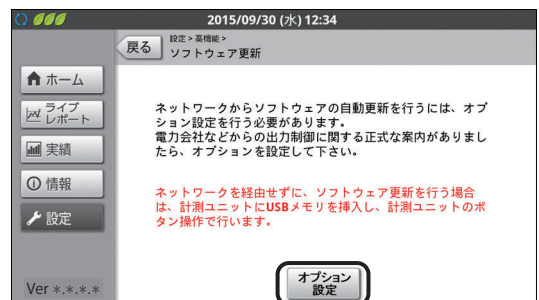 2015/09/30 (水) 12:34
戻る
設定 > 高機能 >
ソフトウェア更新
ホーム
ライブ
レポート
実績
情報
設定
Ver *.*.*.*
ネットワークからソフトウェアの自動更新を行うには、オプ
ション設定を行う必要があります。
電力会社などからの出力制御に関する正式な案内がありまし
たら、オプションを設定して下さい。
ネットワークを経由せずに、ソフトウェア更新を行う場合
は、計測ユニットにUSBメモリを挿入し、計測ユニットのボ
タン操作で行います。
オプション
設定